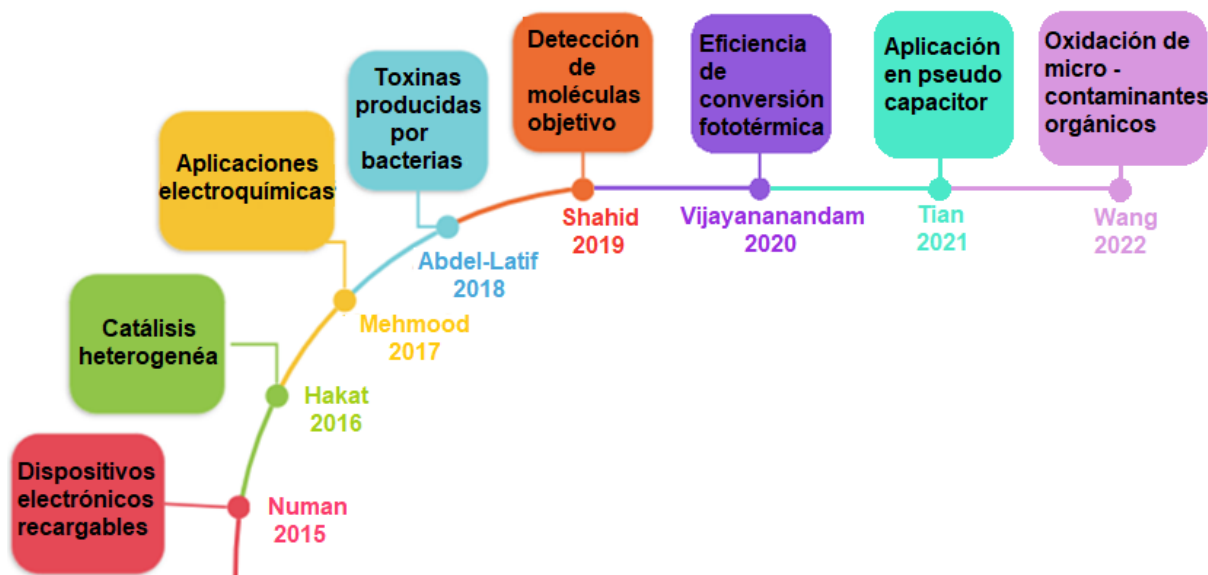 Dispositivos
electrónicos
recargables
Numan
2015
Catálisis
heterogenéa
Hakat
2016
Aplicaciones
electroquímicas
Mehmood
2017
Toxinas
producidas
por
bacterias
Abdel-Latif
2018
Detección
de
moléculas
objetivo
Shahid
2019
Eficiencia
de
conversión
fototérmica
Vijayananandam
2020
Aplicación
en pseudo
capacitor
Tian
2021
Oxidación de
micro -
contaminantes
orgánicos
Wang
2022